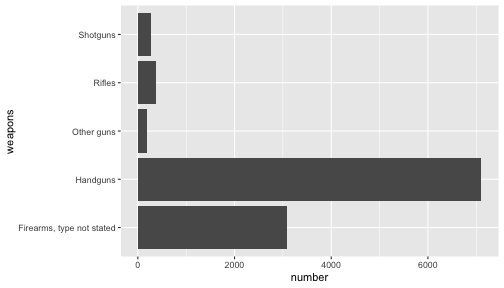 Shotguns
Rifles
Other guns
Handguns
Firearms, type not stated
weapons
0 2000 4000 6000
number